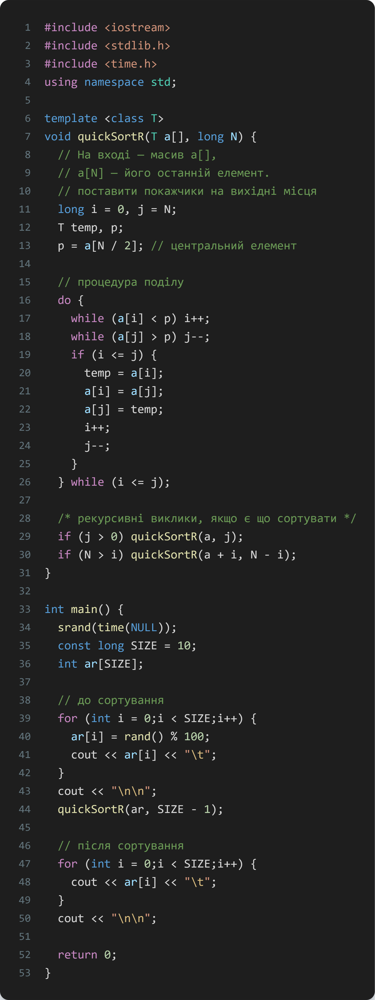 1 #include <iostream>
2 #include <stdlib.h>
3 #include <time.h>
4 using namespace std;
5
6 template <class T>
7 void quickSortR(T a[], long N) {
8   // На вході — масив a[],
9   // a[N] — його останній елемент.
10   // поставити покажчики на вихідні місця
11   long i = 0, j = N;
12   T temp, p;
13   p = a[N / 2]; // центральний елемент
14
15   // процедура поділу
16   do {
17     while (a[i] < p) i++;
18     while (a[j] > p) j--;
19     if (i <= j) {
20       temp = a[i];
21       a[i] = a[j];
22       a[j] = temp;
23       i++;
24       j--;
25     }
26   } while (i <= j);
27
28   /* рекурсивні виклики, якщо є що сортувати */
29   if (j > 0) quickSortR(a, j);
30   if (N > i) quickSortR(a + i, N - i);
31 }
32
33 int main() {
34   srand(time(NULL));
35   const long SIZE = 10;
36   int ar[SIZE];
37
38   // до сортування
39   for (int i = 0;i < SIZE;i++) {
40     ar[i] = rand() % 100;
41     cout << ar[i] << "\t";
42   }
43   cout << "\n\n";
44   quickSortR(ar, SIZE - 1);
45
46   // після сортування
47   for (int i = 0;i < SIZE;i++) {
48     cout << ar[i] << "\t";
49   }
50   cout << "\n\n";
51
52   return 0;
53 }